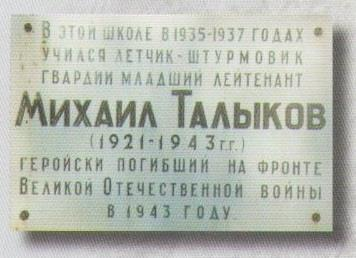 В этой школе в 1935-1937 годах
учился летчик-штурмовик
гвардии младший лейтенант
Михаил Талыков
(1921-1943 г.г.)
геройски погибший на фронте
Великой Отечественной войны
в 1943 году.